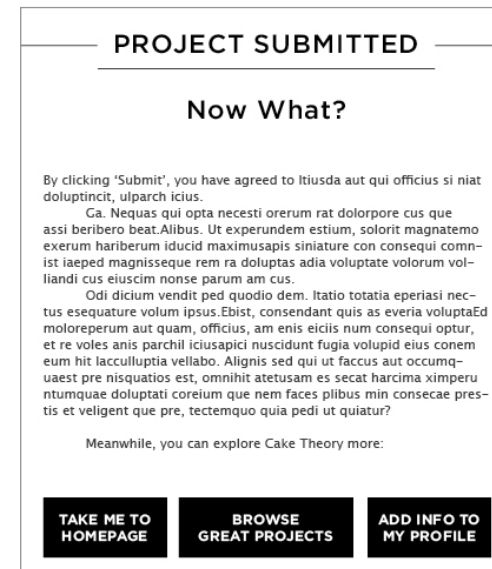 PROJECT SUBMITTED
Now What?
By clicking ‘Submit’, you have agreed to Itiusda aut qui officius si niat
doluptincit, ulparch icius.
Ga. Nequas qui opta necesti orerum rat dolorpore cus que
assi beribero beat.Alibus. Ut experundem estium, solorit magnatemo
exerum hariberum iducid maximusapis siniature con consequi comn-
ist iaeped magnisseque rem ra doluptas adia voluptate volorum vol-
liandi cus eiuscim nonse parum am cus.
Odi dicium vendit ped quodio dem. Itatio totatia eperiasi nec-
tus esequature volum ipsus.Ebist, consendant quis as everia voluptaEd
moloreperum aut quam, officius, am enis eiciis num consequi optur,
et re voles anis parchil iciusapici nuscidunt fugia volupid eius conem
eum hit lacculluptia vellabo. Alignis sed qui ut faccus aut occumq-
uaest pre nisquatios est, omnihit atetusam es secat harcima ximperu
ntumquae doluptati coreium que nem faces plibus min consecae pres-
tis et veligent que pre, tectemquo quia pedi ut quiatur?
Meanwhile, you can explore Cake Theory more:
TAKE ME TO
HOMEPAGE
BROWSE
GREAT PROJECTS
ADD INFO TO
MY PROFILE